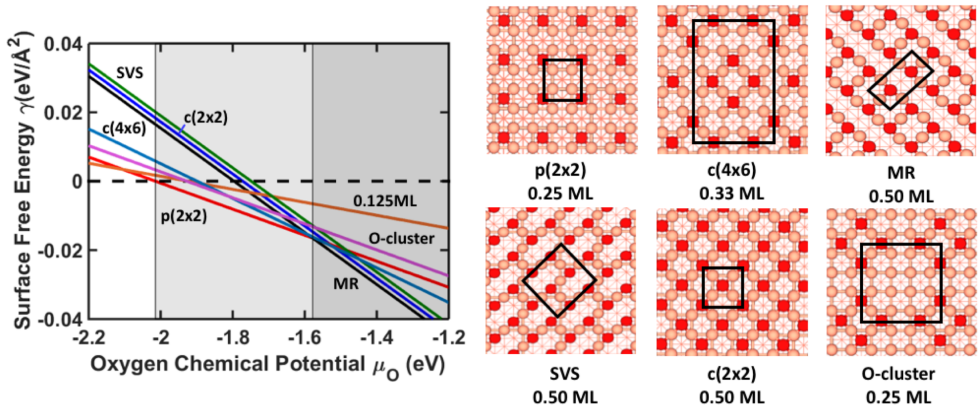 Surface Free Energy γ(eV/Å²)
0.04
0.02
0
-0.02
-0.04
SVS
c(2x2)
c(4x6)
p(2x2)
0.125ML
O-cluster
MR
-2.2 -2 -1.8 -1.6 -1.4 -1.2
Oxygen Chemical Potential μ_O (eV)
p(2x2)
0.25 ML
c(4x6)
0.33 ML
MR
0.50 ML
SVS
0.50 ML
c(2x2)
0.50 ML
O-cluster
0.25 ML